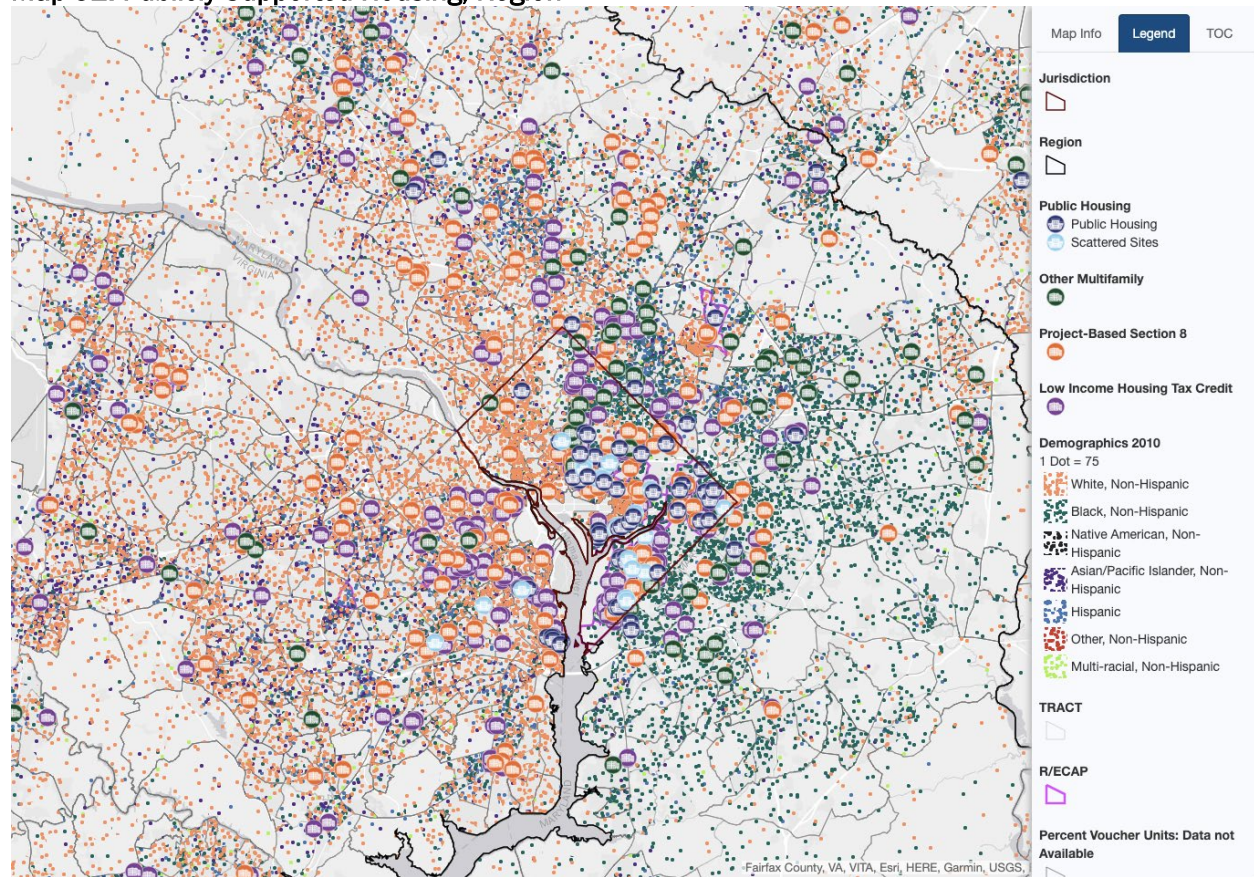 Map Info
Legend
TOC
Jurisdiction
Region
Public Housing
Public Housing
Scattered Sites
Other Multifamily
Project-Based Section 8
Low Income Housing Tax Credit
Demographics 2010
1 Dot = 75
White, Non-Hispanic
Black, Non-Hispanic
Native American, Non-
Hispanic
Asian/Pacific Islander, Non-
Hispanic
Hispanic
Other, Non-Hispanic
Multi-racial, Non-Hispanic
TRACT
R/ECAP
Percent Voucher Units: Data not
Available
MARYLAND
VIRGINIA
MARYLAND
Fairfax County, VA, VITA, Esri, HERE, Garmin, USGS,